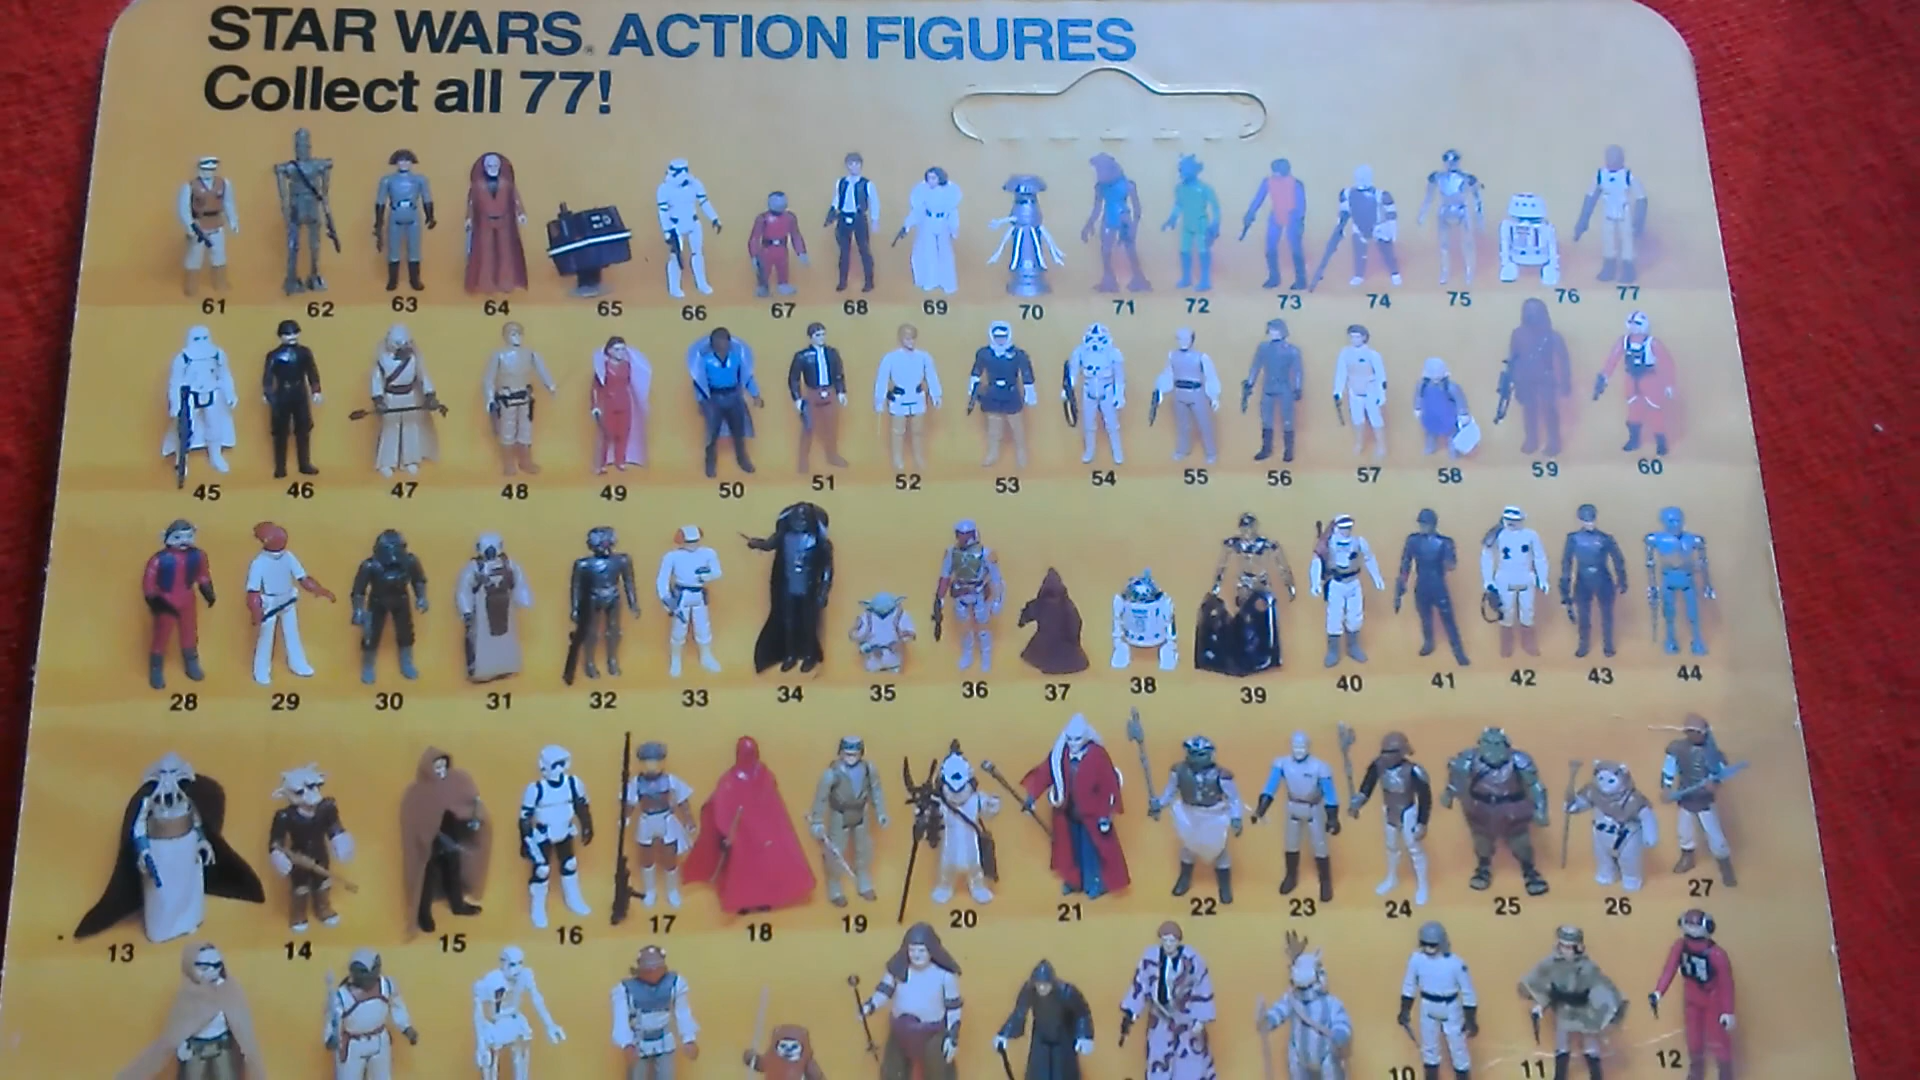 STAR WARS® ACTION FIGURES
Collect all 77!
61 62 63 64 65 66 67 68 69 70 71 72 73 74 75 76 77
45 46 47 48 49 50 51 52 53 54 55 56 57 58 59 60
28 29 30 31 32 33 34 35 36 37 38 39 40 41 42 43 44
13 14 15 16 17 18 19 20 21 22 23 24 25 26 27
10 11 12